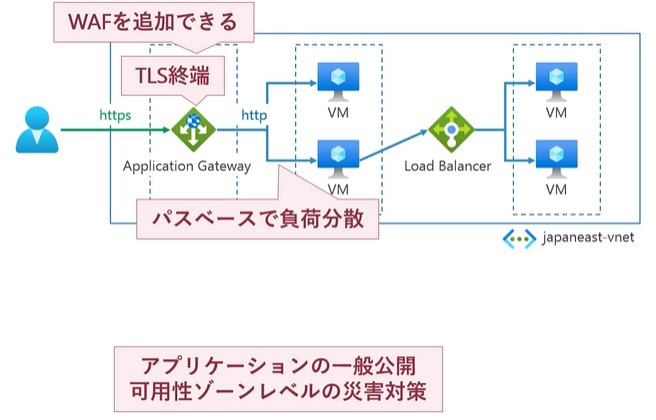 WAFを追加できる
TLS終端
https
http
VM
Application Gateway
VM
Load Balancer
VM
VM
パスベースで負荷分散
japaneast-vnet
アプリケーションの一般公開
可用性ゾーンレベルの災害対策